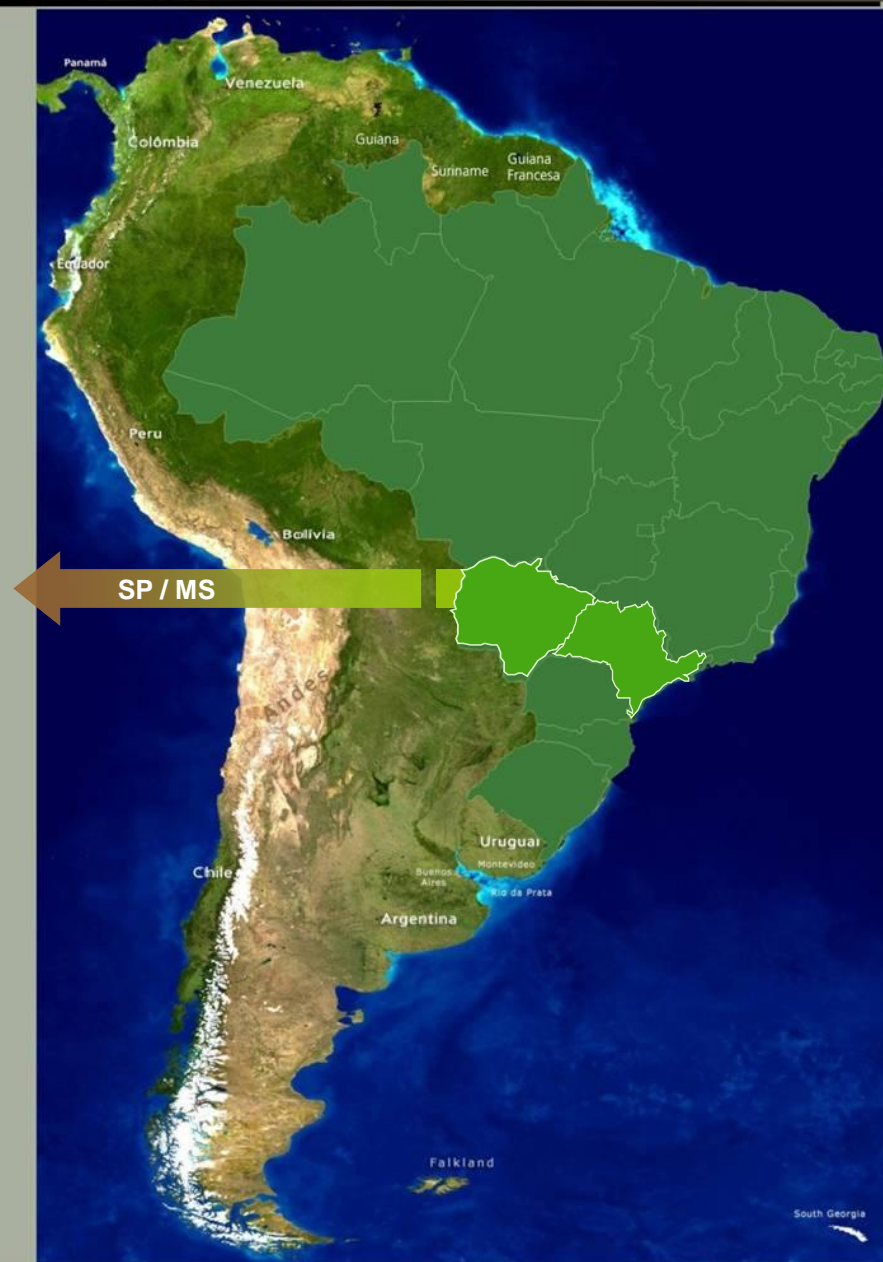 Panamá
Venezuela
Colômbia
Guiana
Suriname
Guiana
Francesa
Equador
Peru
Bolívia
SP / MS
Andes
Uruguai
Montevideo
Chile
Buenos
Aires
Rio da Prata
Argentina
Falkland
South Georgia